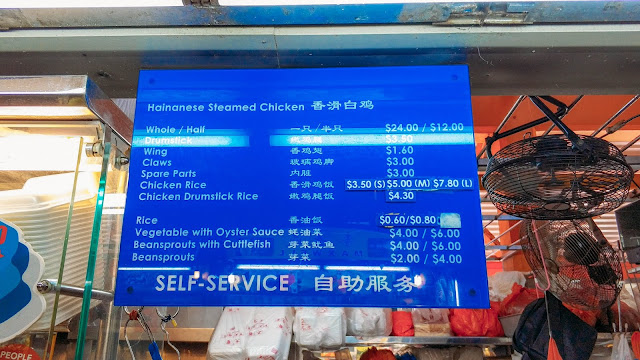 Hainanese Steamed Chicken 香滑白鸡
Whole / Half 一只/半只 $24.00 / $12.00
Drumstick $3.50
Wing 香鸡翅 $1.60
Claws 玻璃鸡脚 $3.00
Spare Parts 内脏 $3.00
Chicken Rice 香滑鸡饭 $3.50 (S) $5.00 (M) $7.80 (L)
Chicken Drumstick Rice 嫩鸡腿饭 $4.30
Rice 香油饭 $0.60/$0.80
Vegetable with Oyster Sauce 蚝油菜 $4.00 / $6.00
Beansprouts with Cuttlefish 芽菜鱿鱼 $4.00 / $6.00
Beansprouts 芽菜 $2.00 / $4.00
SELF-SERVICE 自助服务
PEOPLE